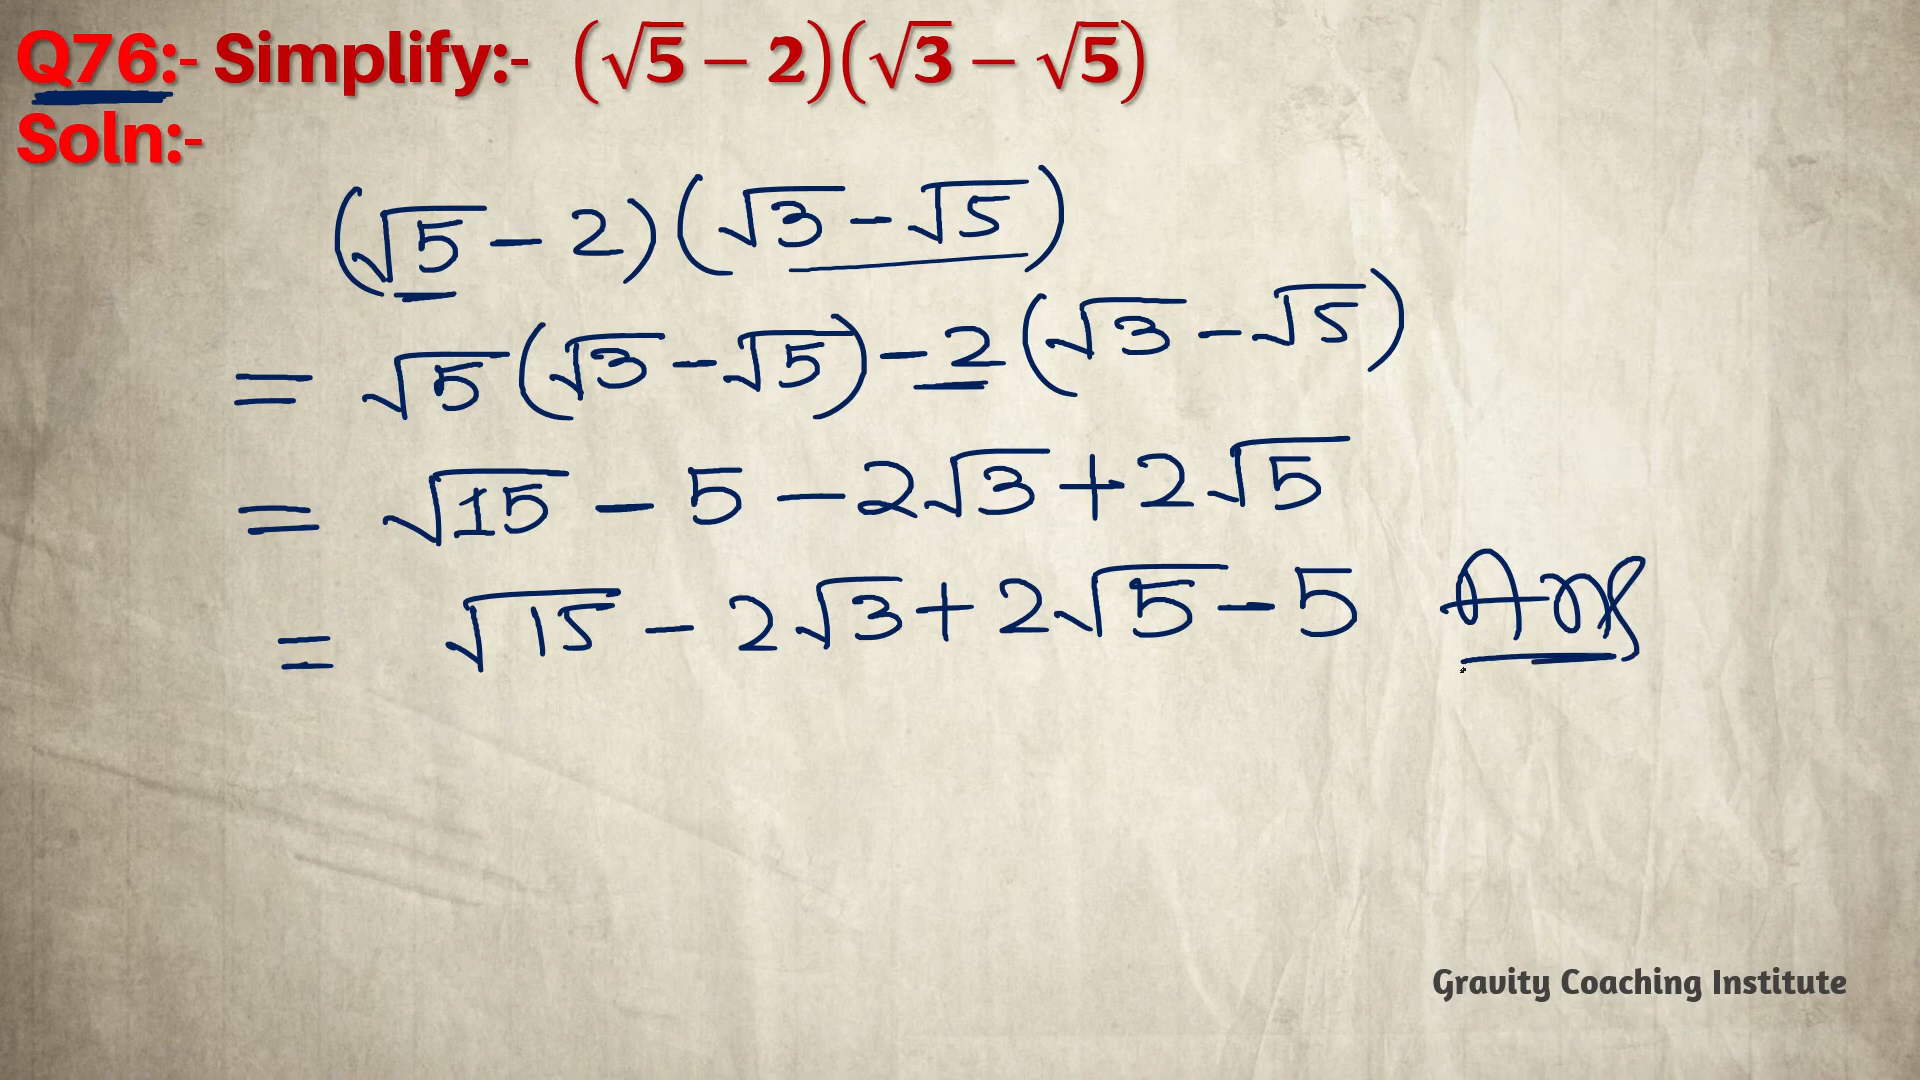 Q76:- Simplify:- (√5 − 2)(√3 − √5)
Soln:-
(√5 − 2)(√3 − √5)
= √5(√3 − √5) − 2(√3 − √5)
= √15 − 5 − 2√3 + 2√5
= √15 − 2√3 + 2√5 − 5 Ans
Gravity Coaching Institute